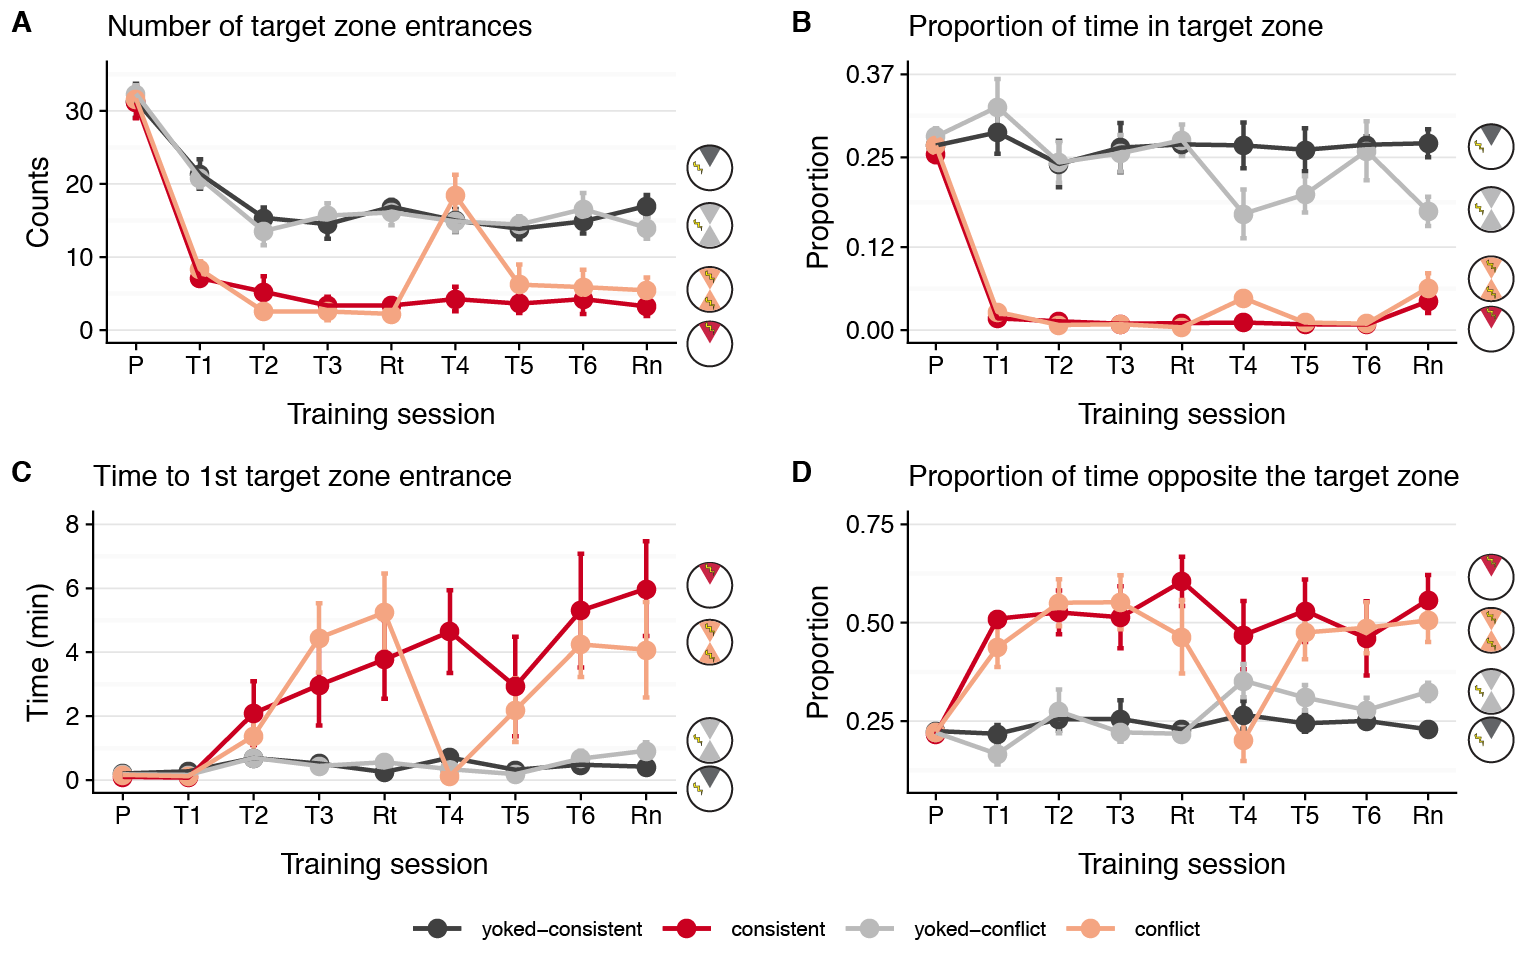 A Number of target zone entrances
Counts
30
20
10
0
P T1 T2 T3 Rt T4 T5 T6 Rn
Training session
B Proportion of time in target zone
Proportion
0.37
0.25
0.12
0.00
P T1 T2 T3 Rt T4 T5 T6 Rn
Training session
C Time to 1st target zone entrance
Time (min)
8
6
4
2
0
P T1 T2 T3 Rt T4 T5 T6 Rn
Training session
D Proportion of time opposite the target zone
Proportion
0.75
0.50
0.25
P T1 T2 T3 Rt T4 T5 T6 Rn
Training session
yoked−consistent consistent yoked−conflict conflict